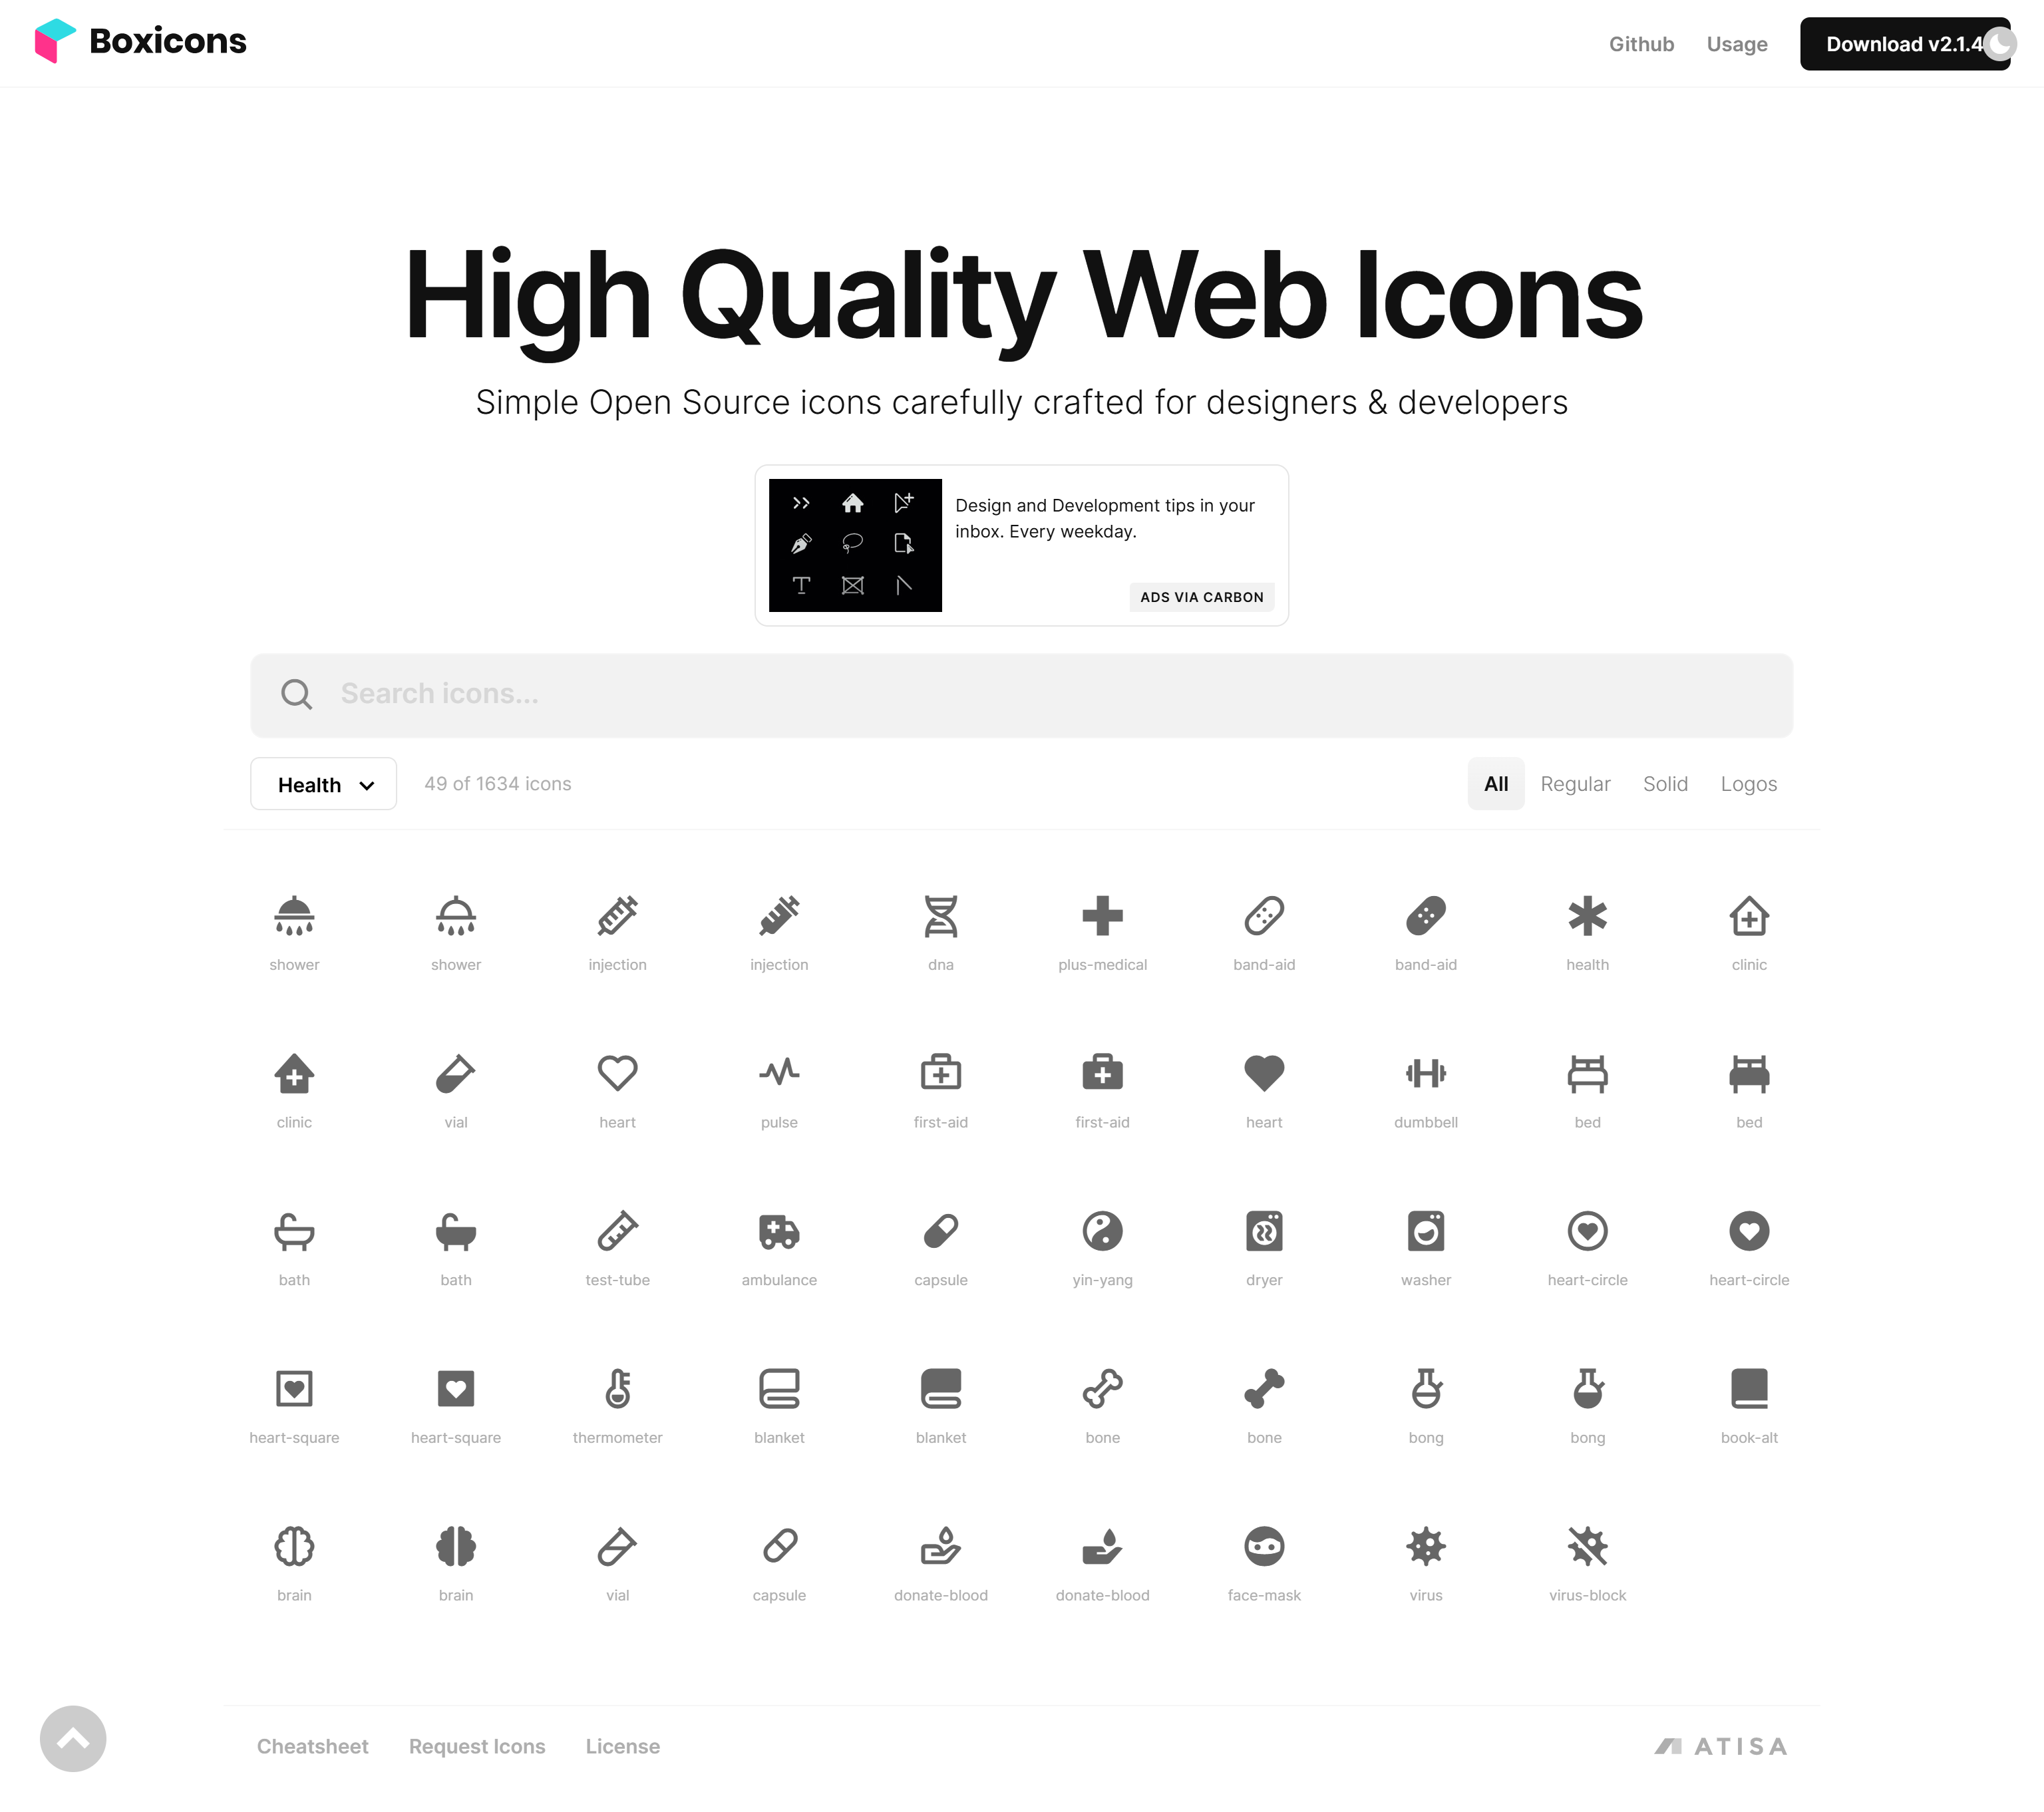 Boxicons
Github
Usage
Download v2.1.4
High Quality Web Icons
Simple Open Source icons carefully crafted for designers & developers
Design and Development tips in your
inbox. Every weekday.
ADS VIA CARBON
Search icons...
Health
49 of 1634 icons
All
Regular
Solid
Logos
shower shower injection injection dna plus-medical band-aid band-aid health clinic
clinic vial heart pulse first-aid first-aid heart dumbbell bed bed
bath bath test-tube ambulance capsule yin-yang dryer washer heart-circle heart-circle
heart-square heart-square thermometer blanket blanket bone bone bong bong book-alt
brain brain vial capsule donate-blood donate-blood face-mask virus virus-block
Cheatsheet
Request Icons
License
ATISA